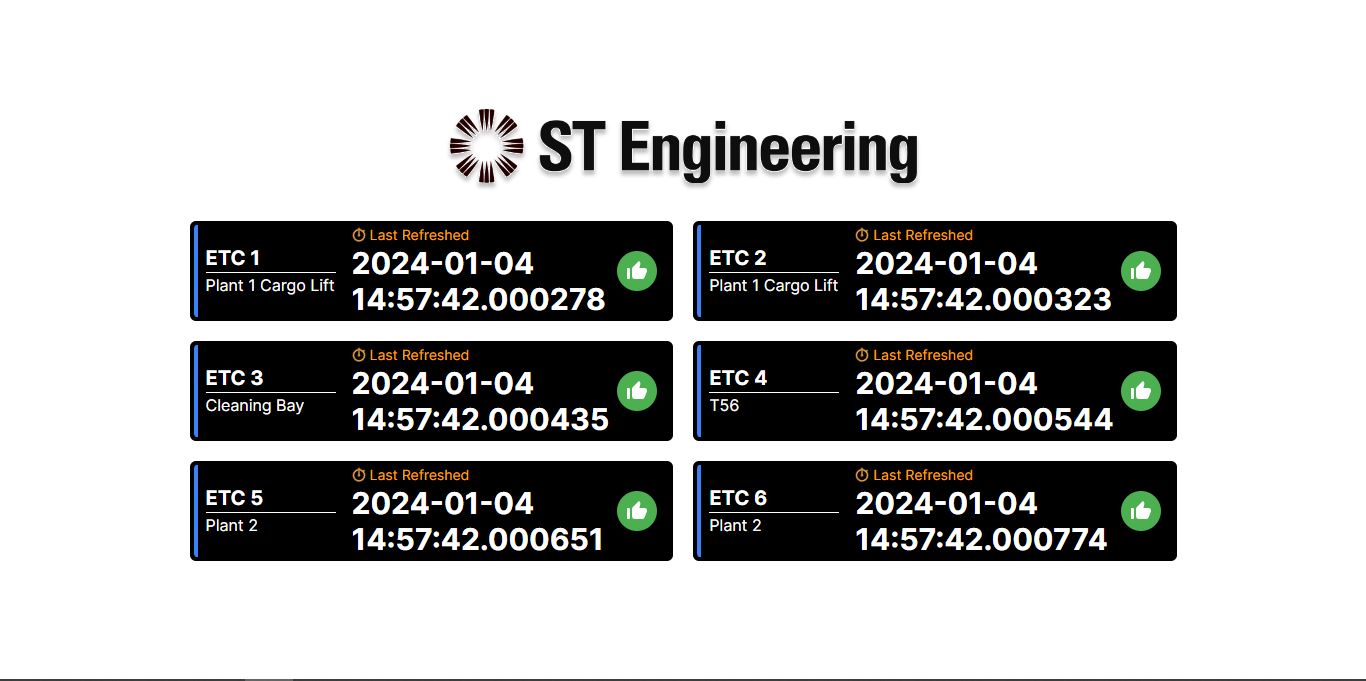 ST Engineering
ETC 1
Plant 1 Cargo Lift
Last Refreshed
2024-01-04
14:57:42.000278
ETC 2
Plant 1 Cargo Lift
Last Refreshed
2024-01-04
14:57:42.000323
ETC 3
Cleaning Bay
Last Refreshed
2024-01-04
14:57:42.000435
ETC 4
T56
Last Refreshed
2024-01-04
14:57:42.000544
ETC 5
Plant 2
Last Refreshed
2024-01-04
14:57:42.000651
ETC 6
Plant 2
Last Refreshed
2024-01-04
14:57:42.000774